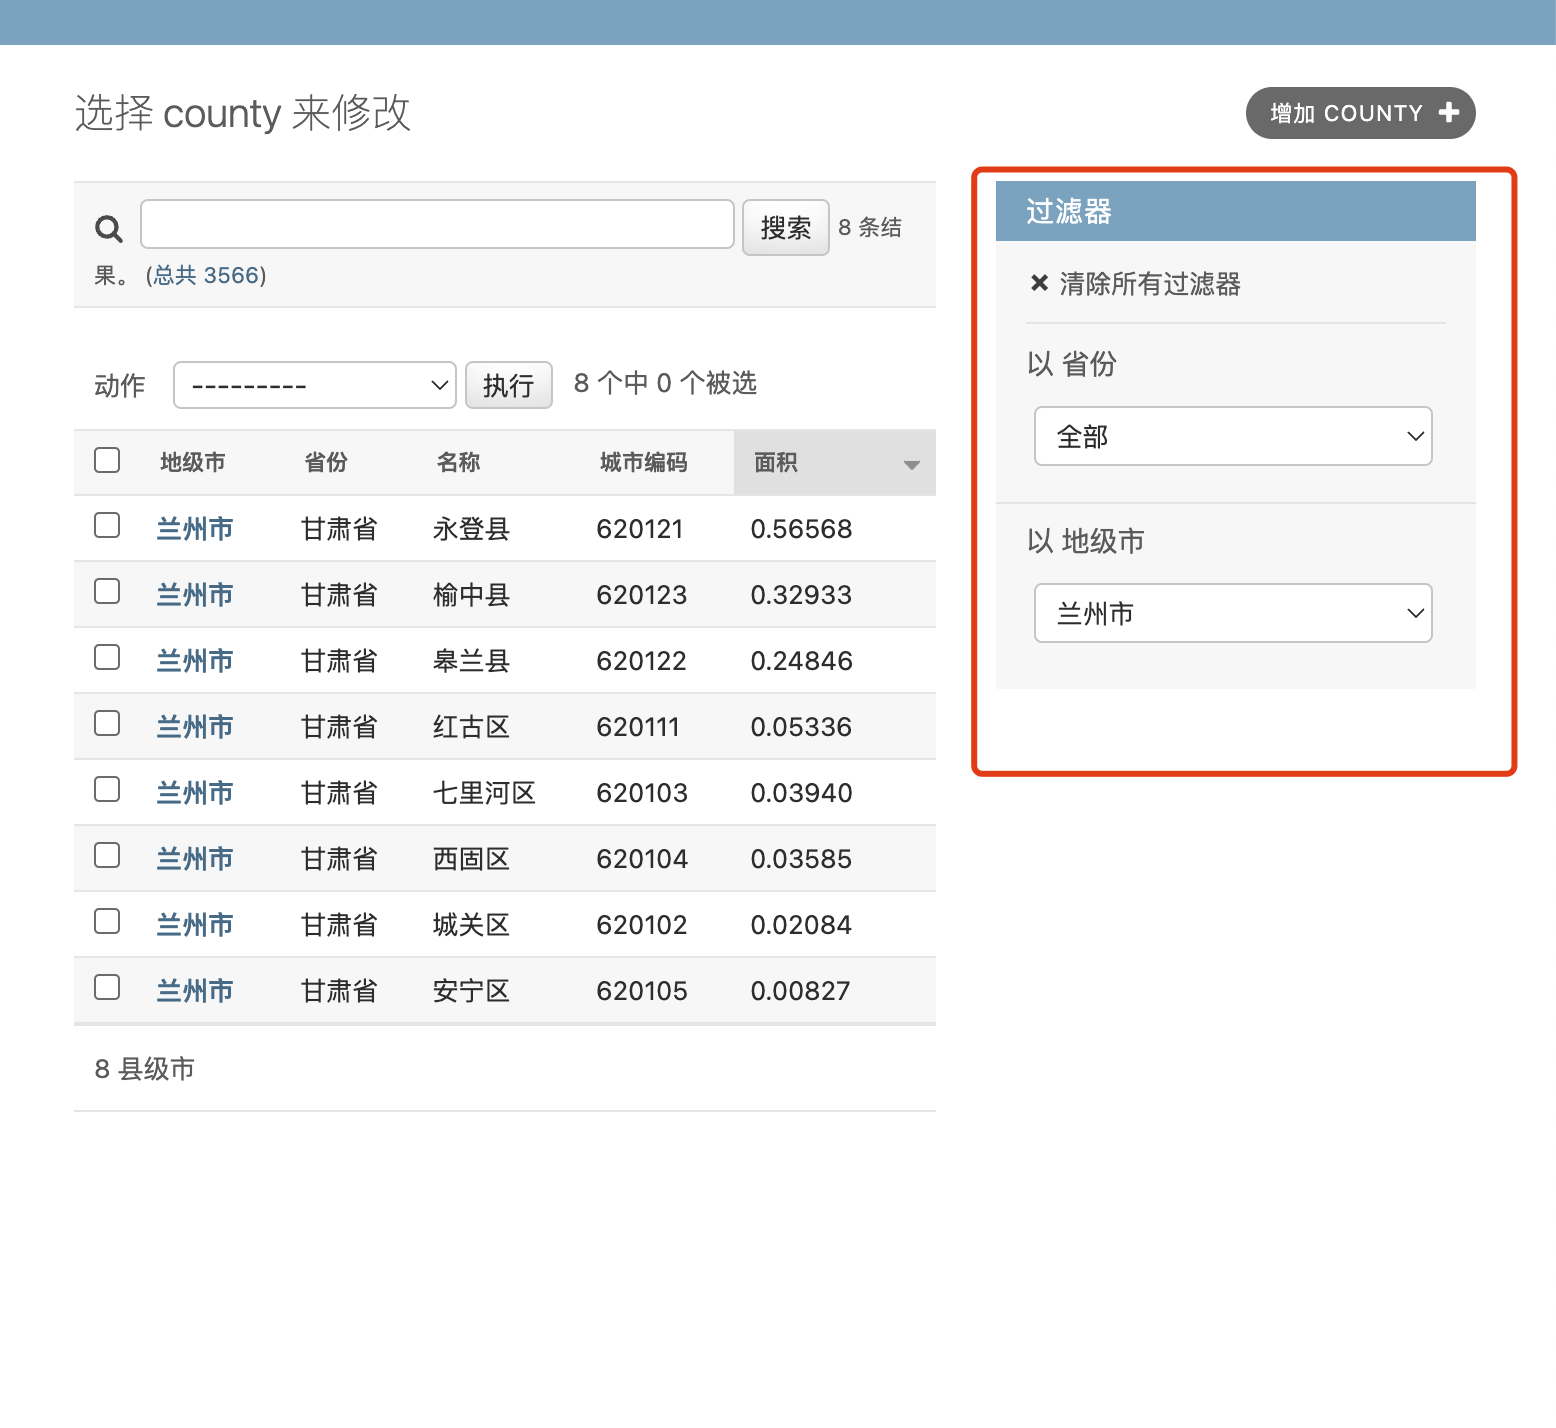 选择 county 来修改
增加 COUNTY
搜索 8 条结
果。 (总共 3566)
动作 --------- 执行 8 个中 0 个被选
地级市 省份 名称 城市编码 面积
兰州市 甘肃省 永登县 620121 0.56568
兰州市 甘肃省 榆中县 620123 0.32933
兰州市 甘肃省 皋兰县 620122 0.24846
兰州市 甘肃省 红古区 620111 0.05336
兰州市 甘肃省 七里河区 620103 0.03940
兰州市 甘肃省 西固区 620104 0.03585
兰州市 甘肃省 城关区 620102 0.02084
兰州市 甘肃省 安宁区 620105 0.00827
8 县级市
过滤器
清除所有过滤器
以 省份
全部
以 地级市
兰州市